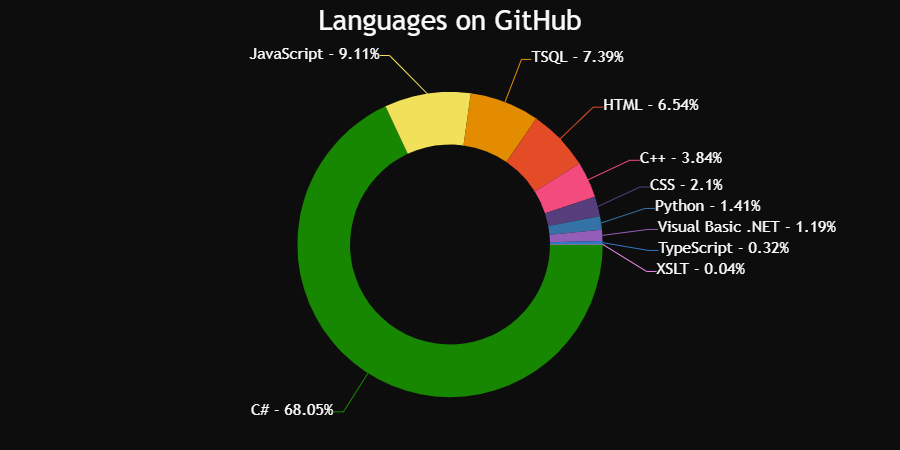 Languages on GitHub
JavaScript - 9.11%
TSQL - 7.39%
HTML - 6.54%
C++ - 3.84%
CSS - 2.1%
Python - 1.41%
Visual Basic .NET - 1.19%
TypeScript - 0.32%
XSLT - 0.04%
C# - 68.05%